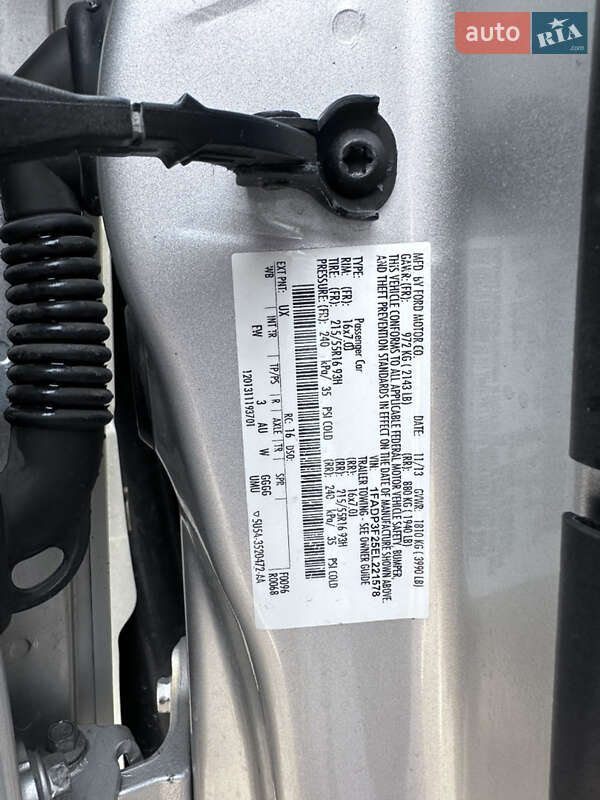 auto RIA .com
MFD. BY FORD MOTOR CO. DATE: 11/13 GVWR: 1810 KG ( 3990 LB)
GAWR: (FR): 972 KG ( 2143 LB) (RR): 880 KG ( 1940 LB)
THIS VEHICLE CONFORMS TO ALL APPLICABLE FEDERAL MOTOR VEHICLE SAFETY, BUMPER,
AND THEFT PREVENTION STANDARDS IN EFFECT ON THE DATE OF MANUFACTURE SHOWN ABOVE.
VIN: 1FADP3F25EL221578
TYPE: Passenger Car TRAILER TOWING - SEE OWNER GUIDE
RIM: (FR): 16x7.0J (RR): 16x7.0J
TIRE: (FR): 215/55R16 93H (RR): 215/55R16 93H
PRESSURE: (FR): 240 kPa/ 35 PSI COLD (RR): 240 kPa/ 35 PSI COLD
EXT PNT: UX RC: 16 DSO: F0096
WB INT TR TP/PS R AXLE TR SPR R0068
FW 3 AU W GGGG UMU
1201311193701 ▽ 5U5A-3520472-AA